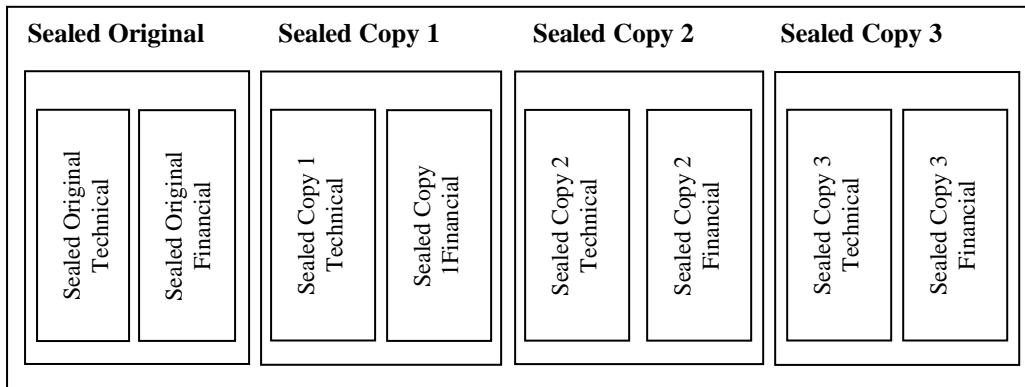 Sealed Original
Sealed Copy 1
Sealed Copy 2
Sealed Copy 3
Sealed Original
Technical
Sealed Original
Financial
Sealed Copy 1
Technical
Sealed Copy
1Financial
Sealed Copy 2
Technical
Sealed Copy 2
Financial
Sealed Copy 3
Technical
Sealed Copy 3
Financial